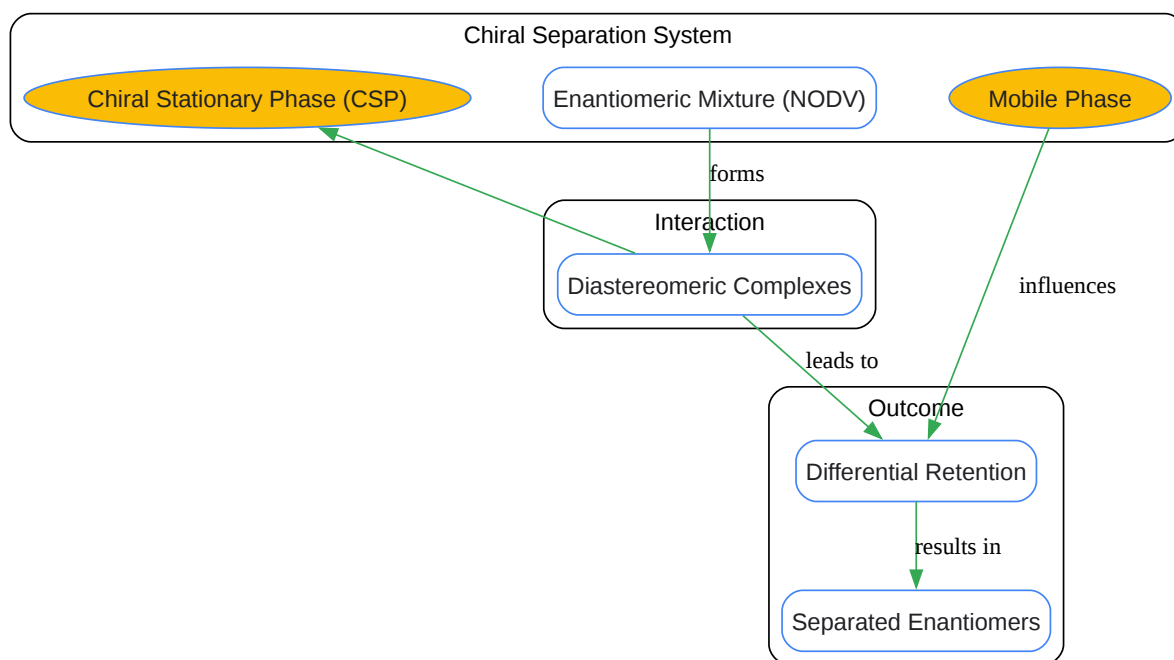 Chiral Separation System
Chiral Stationary Phase (CSP)
Enantiomeric Mixture (NODV)
Mobile Phase
forms
Interaction
Diastereomeric Complexes
influences
leads to
Outcome
Differential Retention
results in
Separated Enantiomers